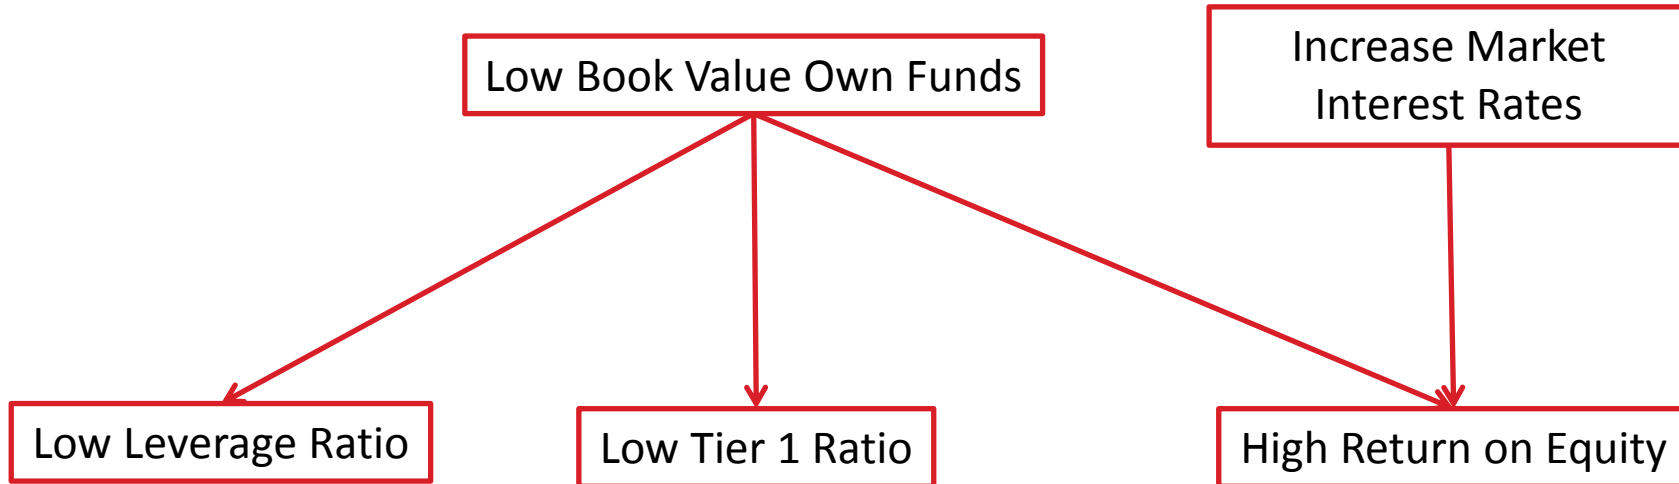 Low Book Value Own Funds
Increase Market
Interest Rates
Low Leverage Ratio
Low Tier 1 Ratio
High Return on Equity